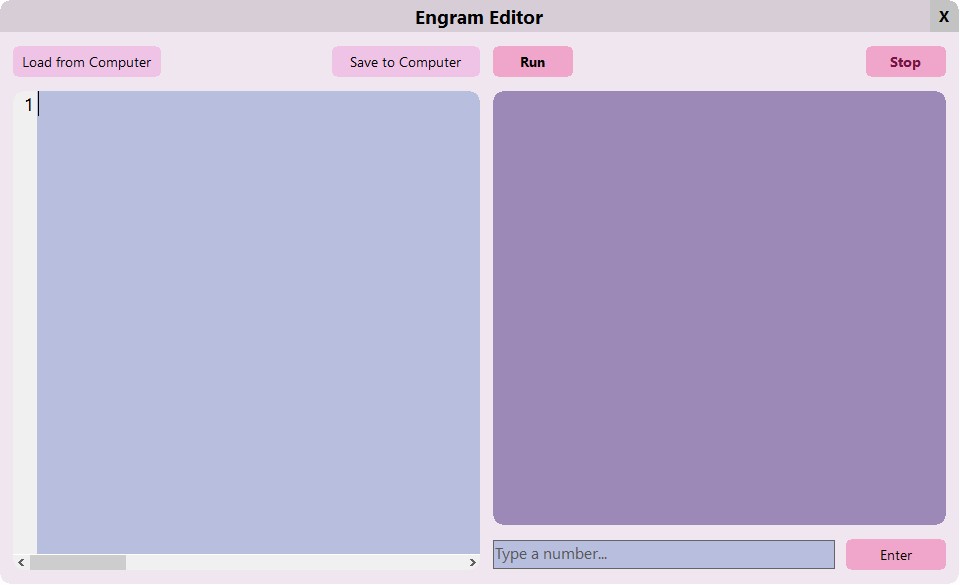 Engram Editor
X
Load from Computer
Save to Computer
Run
Stop
1
Type a number...
Enter